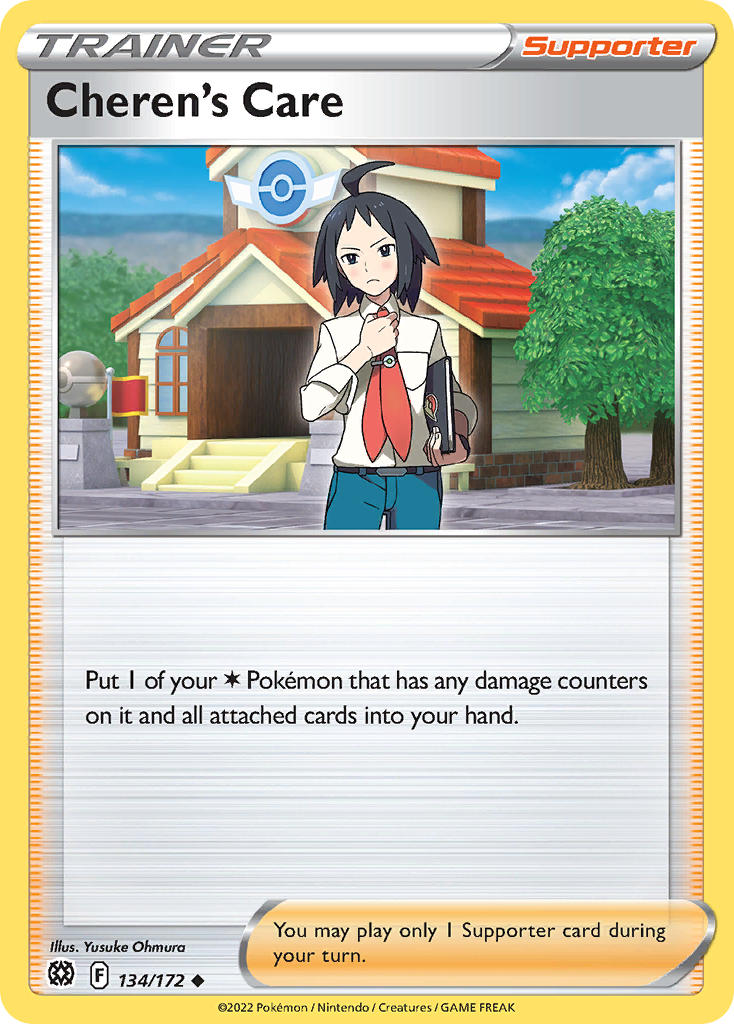 TRAINER
Supporter
Cheren's Care
Put 1 of your ✶ Pokémon that has any damage counters
on it and all attached cards into your hand.
You may play only 1 Supporter card during
your turn.
Illus. Yusuke Ohmura
F 134/172 ◆
©2022 Pokémon / Nintendo / Creatures / GAME FREAK